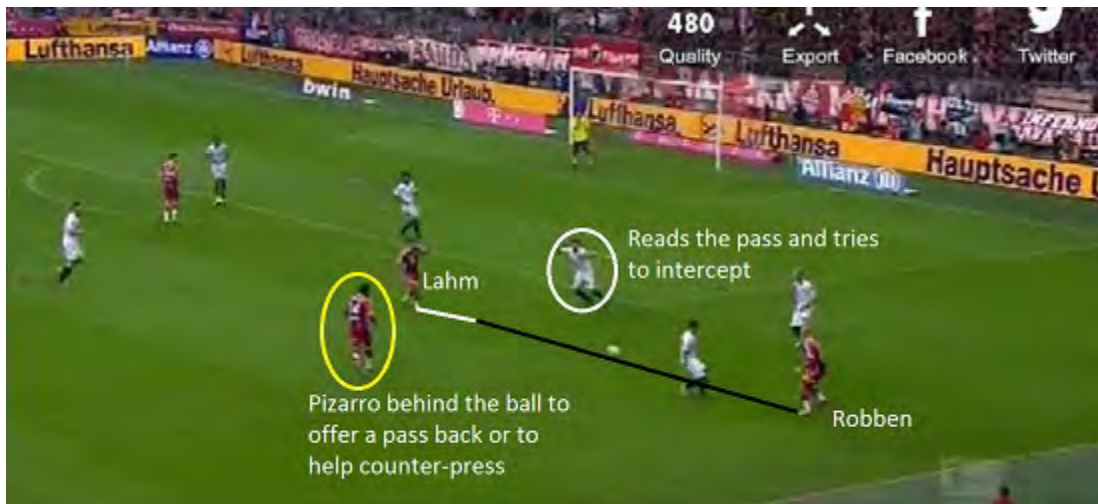 480
Quality
Export
Facebook
Twitter
Lufthansa
Allianz
Lufthansa
Hauptsache Urlaub.
bwin
Lufthansa
Lufthansa
Allianz
Hauptsache
Reads the pass and tries
to intercept
Lahm
Pizarro behind the ball to
offer a pass back or to
help counter-press
Robben